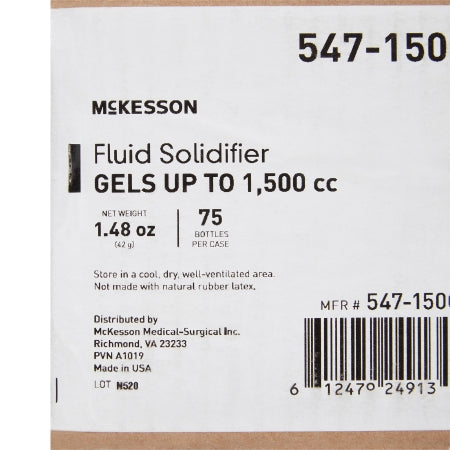 547-150
McKESSON
Fluid Solidifier
GELS UP TO 1,500 cc
NET WEIGHT
1.48 oz
(42 g)
75
BOTTLES
PER CASE
Store in a cool, dry, well-ventilated area.
Not made with natural rubber latex.
MFR # 547-150
Distributed by
McKesson Medical-Surgical Inc.
Richmond, VA 23233
PVN A1019
Made in USA
LOT N520
6 12479 24913